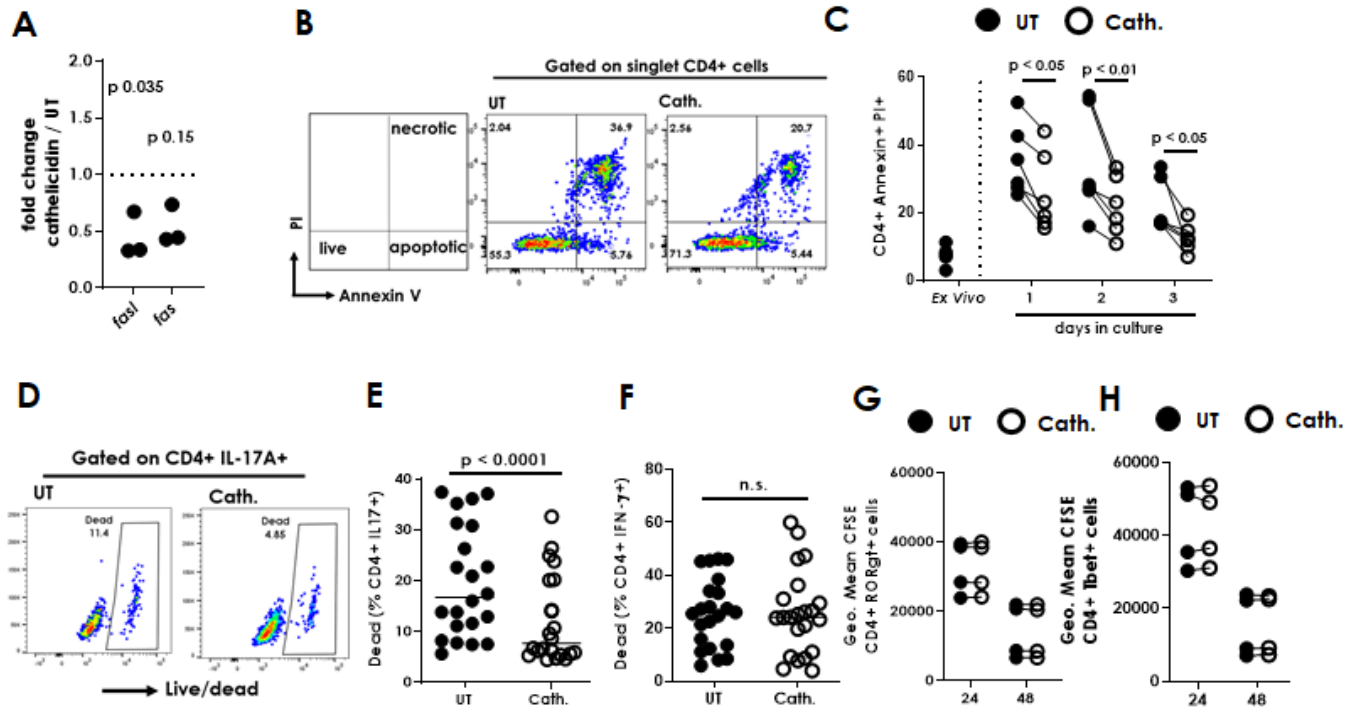 A
fold change
cathelicidin / UT
2.0
1.5
1.0
0.5
0.0
p 0.035
p 0.15
fasl
fas
B
Gated on singlet CD4+ cells
UT
Cath.
necrotic
live
apoptotic
PI
Annexin V
2.04
36.9
55.3
5.76
2.56
20.7
71.3
5.44
0
10⁴
10⁵
0
10⁴
10⁵
C
UT
Cath.
CD4+ Annexin+ PI+
60
40
20
0
p < 0.05
p < 0.01
p < 0.05
Ex Vivo
1
2
3
days in culture
D
Gated on CD4+ IL-17A+
UT
Cath.
Dead
11.4
Dead
4.85
Live/dead
E
Dead (% CD4+ IL17+)
p < 0.0001
40
30
20
10
0
UT
Cath.
F
Dead (% CD4+ IFN-γ+)
n.s.
80
60
40
20
0
UT
Cath.
G
UT
Cath.
Geo. Mean CFSE
CD4+ RORgt+ cells
60000
40000
20000
0
24
48
H
UT
Cath.
Geo. Mean CFSE
CD4+ Tbet+ cells
60000
40000
20000
0
24
48